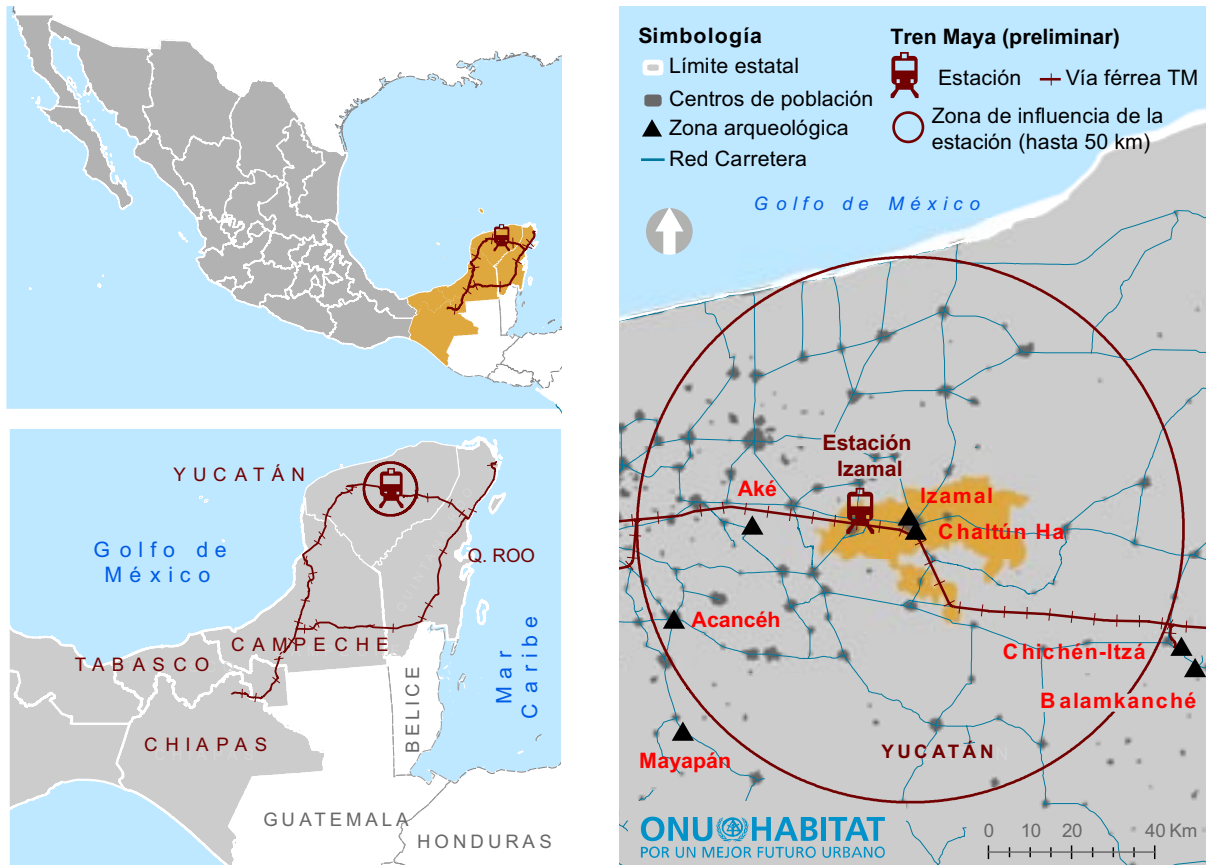 YUCATÁN
Golfo de
México
Q. ROO
QUINTANA
CAMPECHE
TABASCO
Mar
Caribe
BELICE
CHIAPAS
CHIAPAS
GUATEMALA
HONDURAS
Simbología
Límite estatal
Centros de población
Zona arqueológica
Red Carretera
Tren Maya (preliminar)
Estación
Vía férrea TM
Zona de influencia de la
estación (hasta 50 km)
Golfo de México
Estación
Izamal
Aké
Izamal
Chaltún Ha
Acancéh
Chichén-Itzá
Balamkanché
Mayapán
YUCATÁN
ONU HABITAT
POR UN MEJOR FUTURO URBANO
0 10 20 40 Km